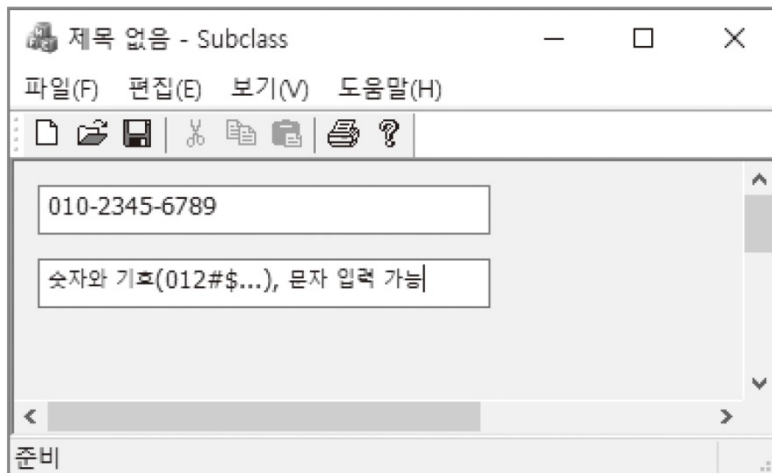 제목 없음 - Subclass
파일(F) 편집(E) 보기(V) 도움말(H)
010-2345-6789
숫자와 기호(012#$...), 문자 입력 가능
준비